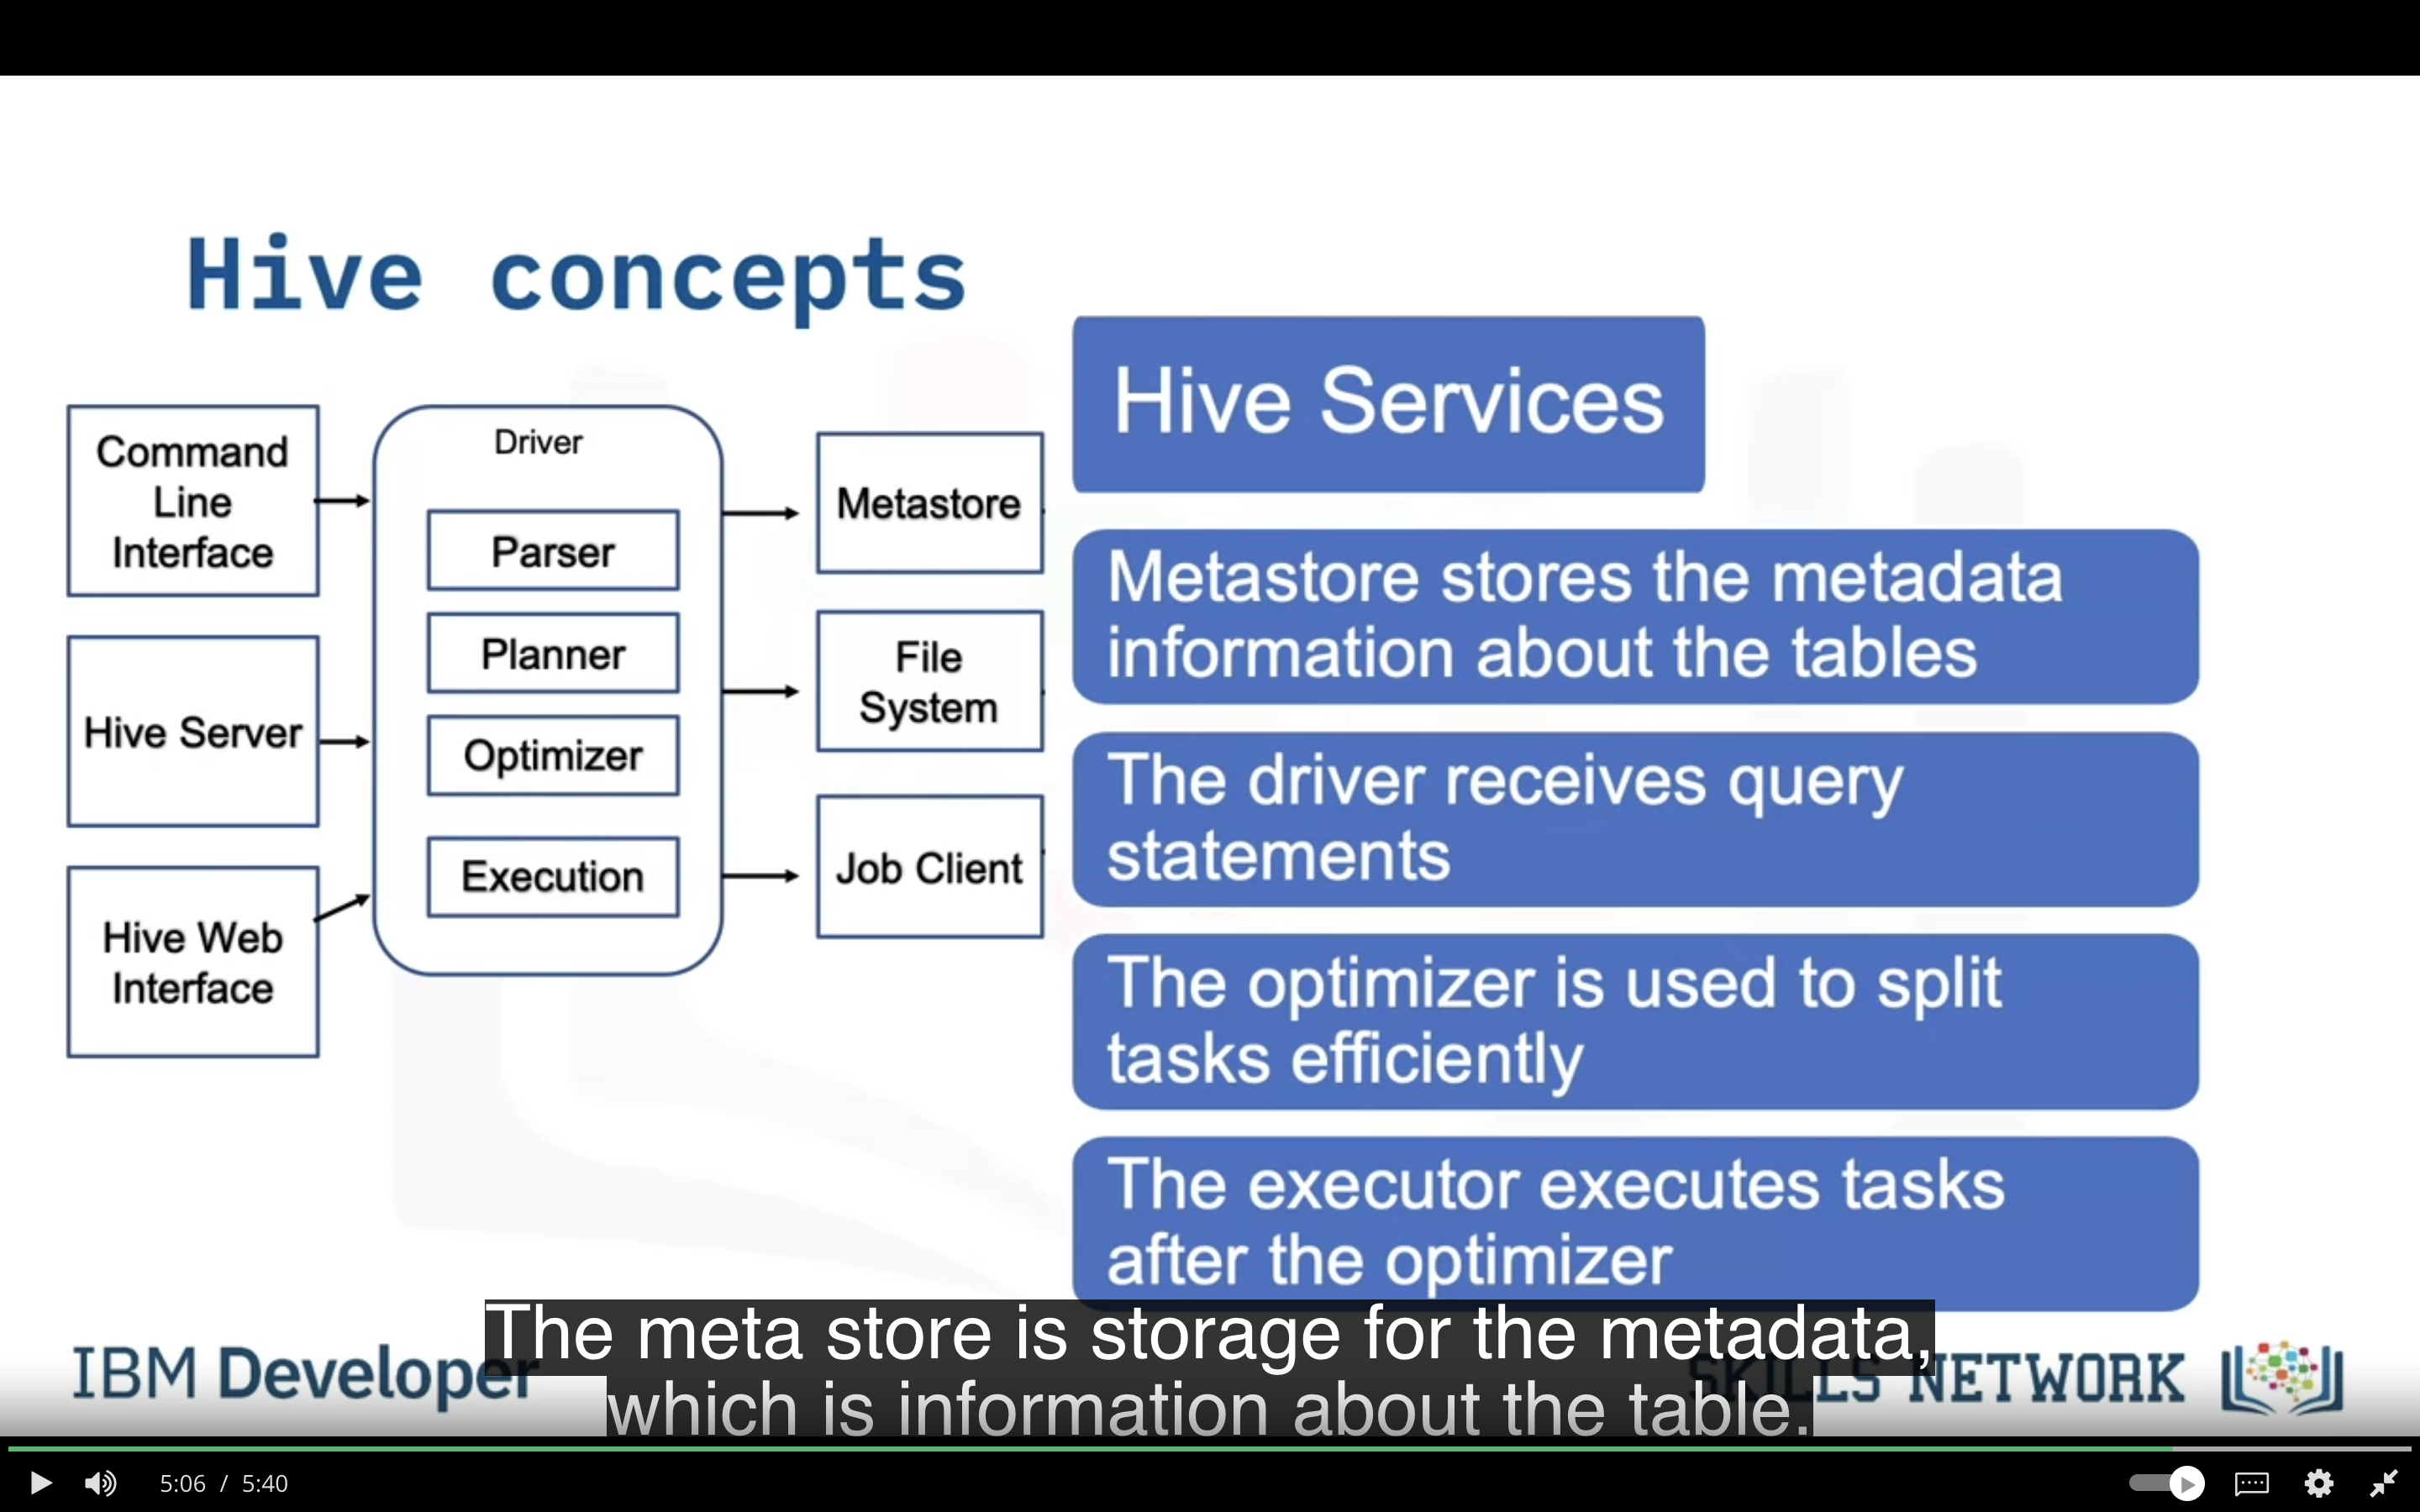 Hive concepts
Command
Line
Interface
Hive Server
Hive Web
Interface
Driver
Parser
Planner
Optimizer
Execution
Metastore
File
System
Job Client
Hive Services
Metastore stores the metadata
information about the tables
The driver receives query
statements
The optimizer is used to split
tasks efficiently
The executor executes tasks
after the optimizer
The meta store is storage for the metadata,
which is information about the table.
IBM Developer
SKILLS NETWORK
5:06 / 5:40